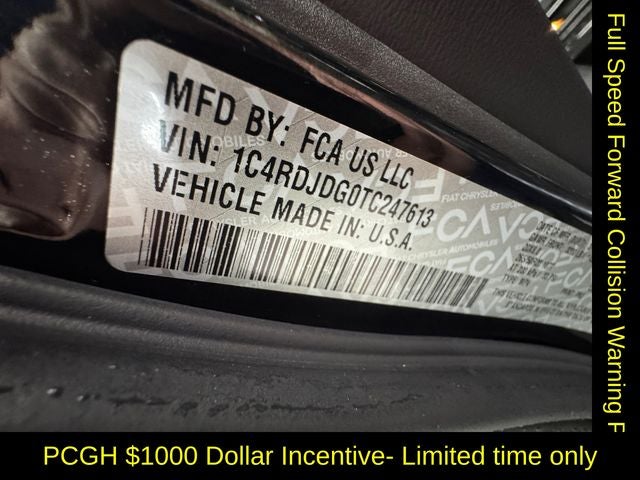 MFD BY: FCA US LLC
VIN: 1C4RDJDG0TC247613
VEHICLE MADE IN: U.S.A.
Full Speed Forward Collision Warning F
PCGH $1000 Dollar Incentive- Limited time only